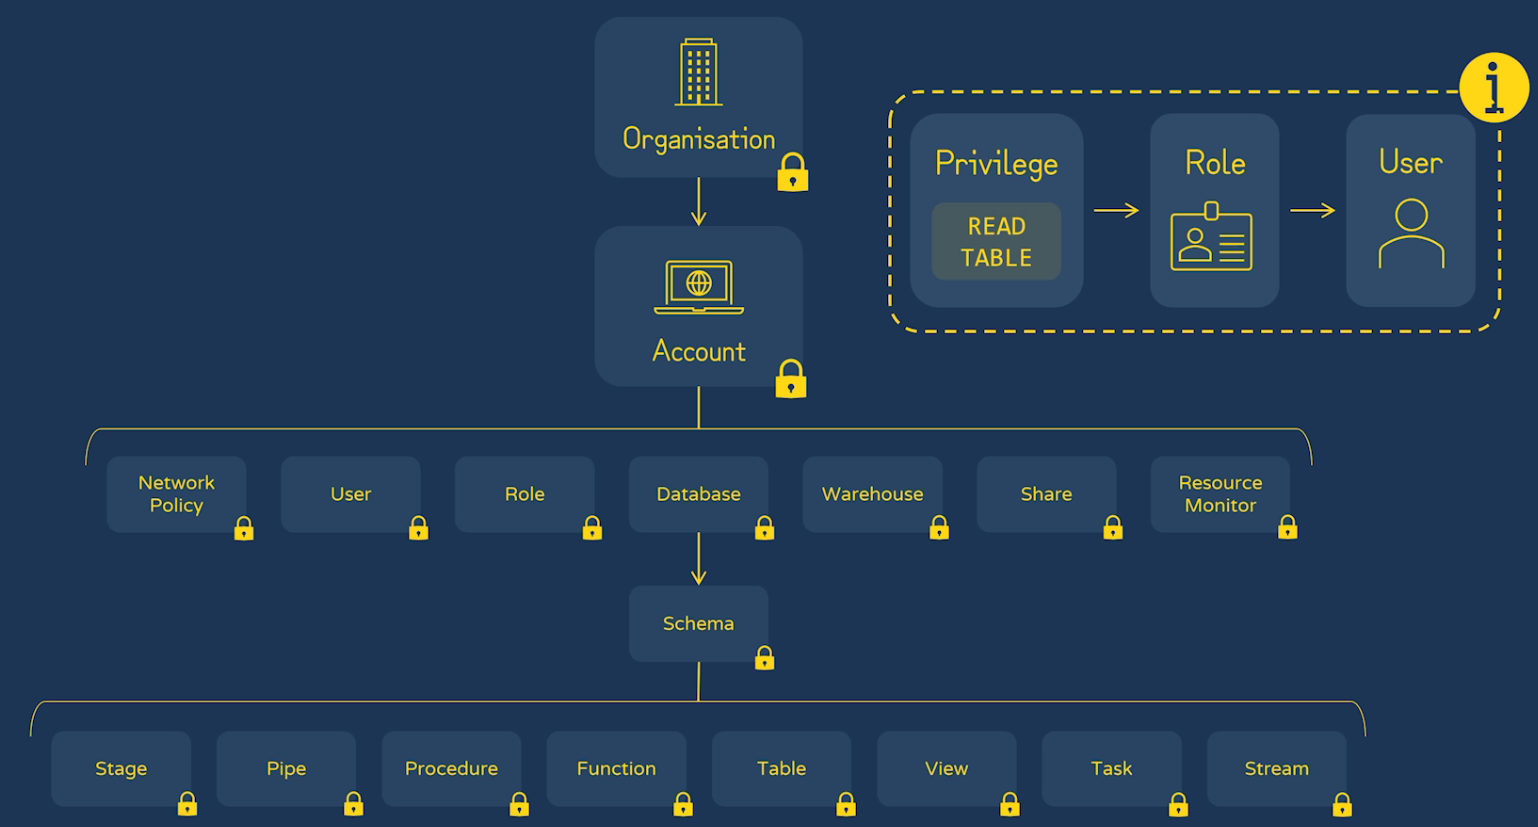 Organisation
i
Privilege
READ
TABLE
Role
User
Account
Network
Policy
User
Role
Database
Warehouse
Share
Resource
Monitor
Schema
Stage
Pipe
Procedure
Function
Table
View
Task
Stream